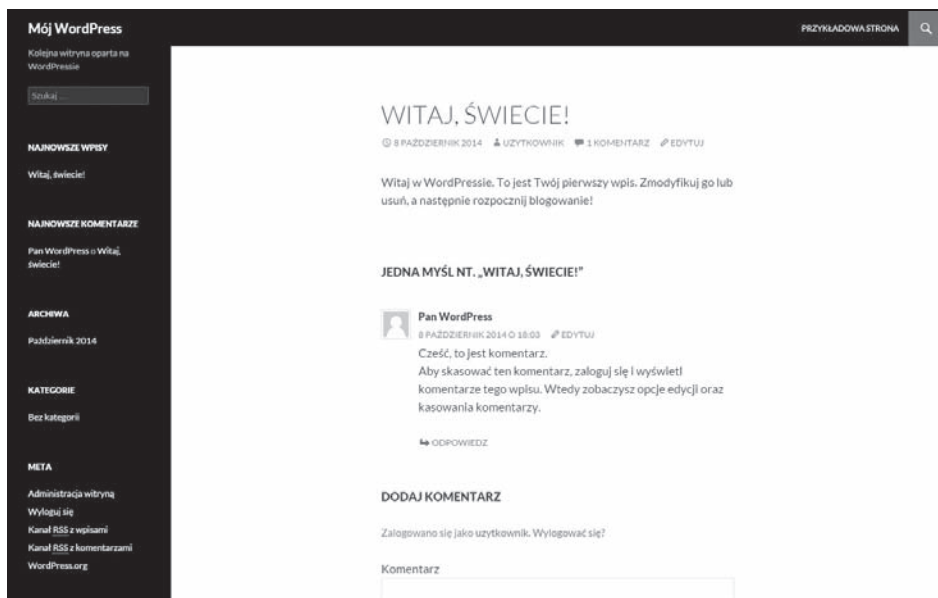 Mój WordPress
PRZYKŁADOWA STRONA
Kolejna witryna oparta na
WordPressie
Szukaj ...
NAJNOWSZE WPISY
Witaj, świecie!
NAJNOWSZE KOMENTARZE
Pan WordPress o Witaj,
świecie!
ARCHIWA
Październik 2014
KATEGORIE
Bez kategorii
META
Administracja witryną
Wyloguj się
Kanał RSS z wpisami
Kanał RSS z komentarzami
WordPress.org
WITAJ, ŚWIECIE!
8 PAŹDZIERNIK 2014 UZYTKOWNIK 1 KOMENTARZ EDYTUJ
Witaj w WordPressie. To jest Twój pierwszy wpis. Zmodyfikuj go lub
usuń, a następnie rozpocznij blogowanie!
JEDNA MYŚL NT. „WITAJ, ŚWIECIE!”
Pan WordPress
8 PAŹDZIERNIK 2014 O 18:03 EDYTUJ
Cześć, to jest komentarz.
Aby skasować ten komentarz, zaloguj się i wyświetl
komentarze tego wpisu. Wtedy zobaczysz opcje edycji oraz
kasowania komentarzy.
ODPOWIEDZ
DODAJ KOMENTARZ
Zalogowano się jako uzytkownik. Wylogować się?
Komentarz